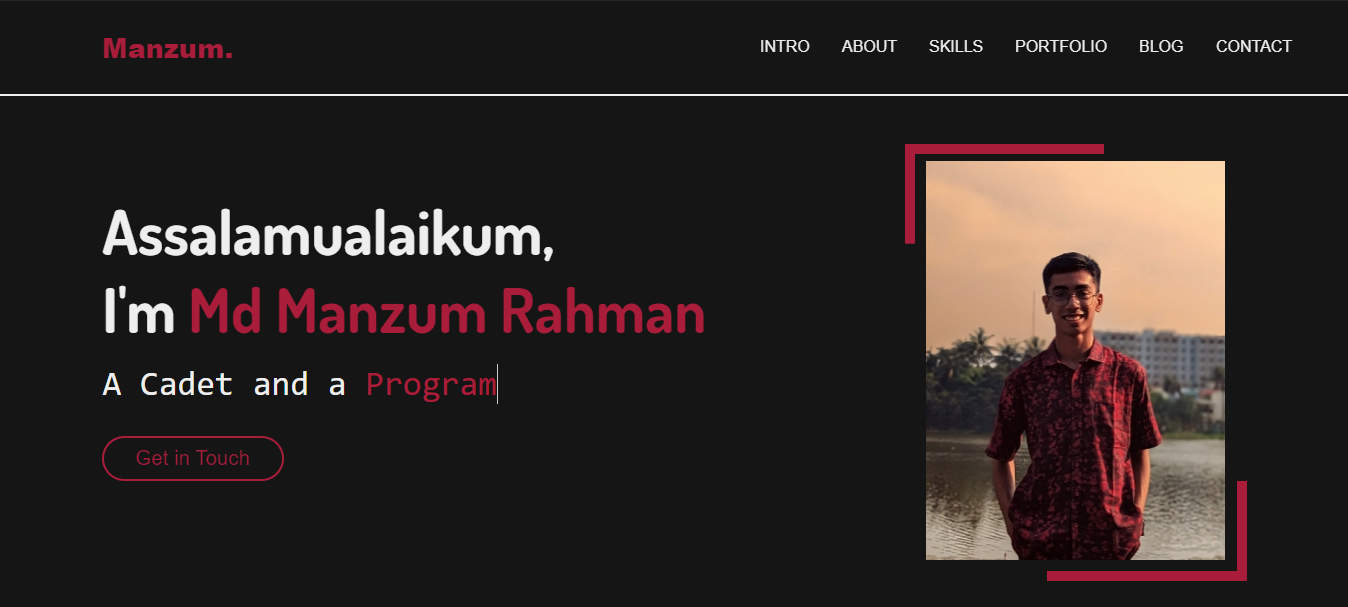 Manzum.
INTRO ABOUT SKILLS PORTFOLIO BLOG CONTACT
Assalamualaikum,
I'm Md Manzum Rahman
A Cadet and a Program
Get in Touch